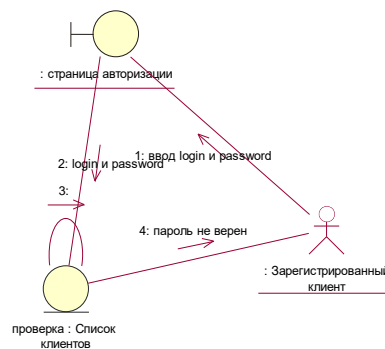 : страница авторизации
1: ввод login и password
2: login и password
3:
4: пароль не верен
: Зарегистрированный
клиент
проверка : Список
клиентов